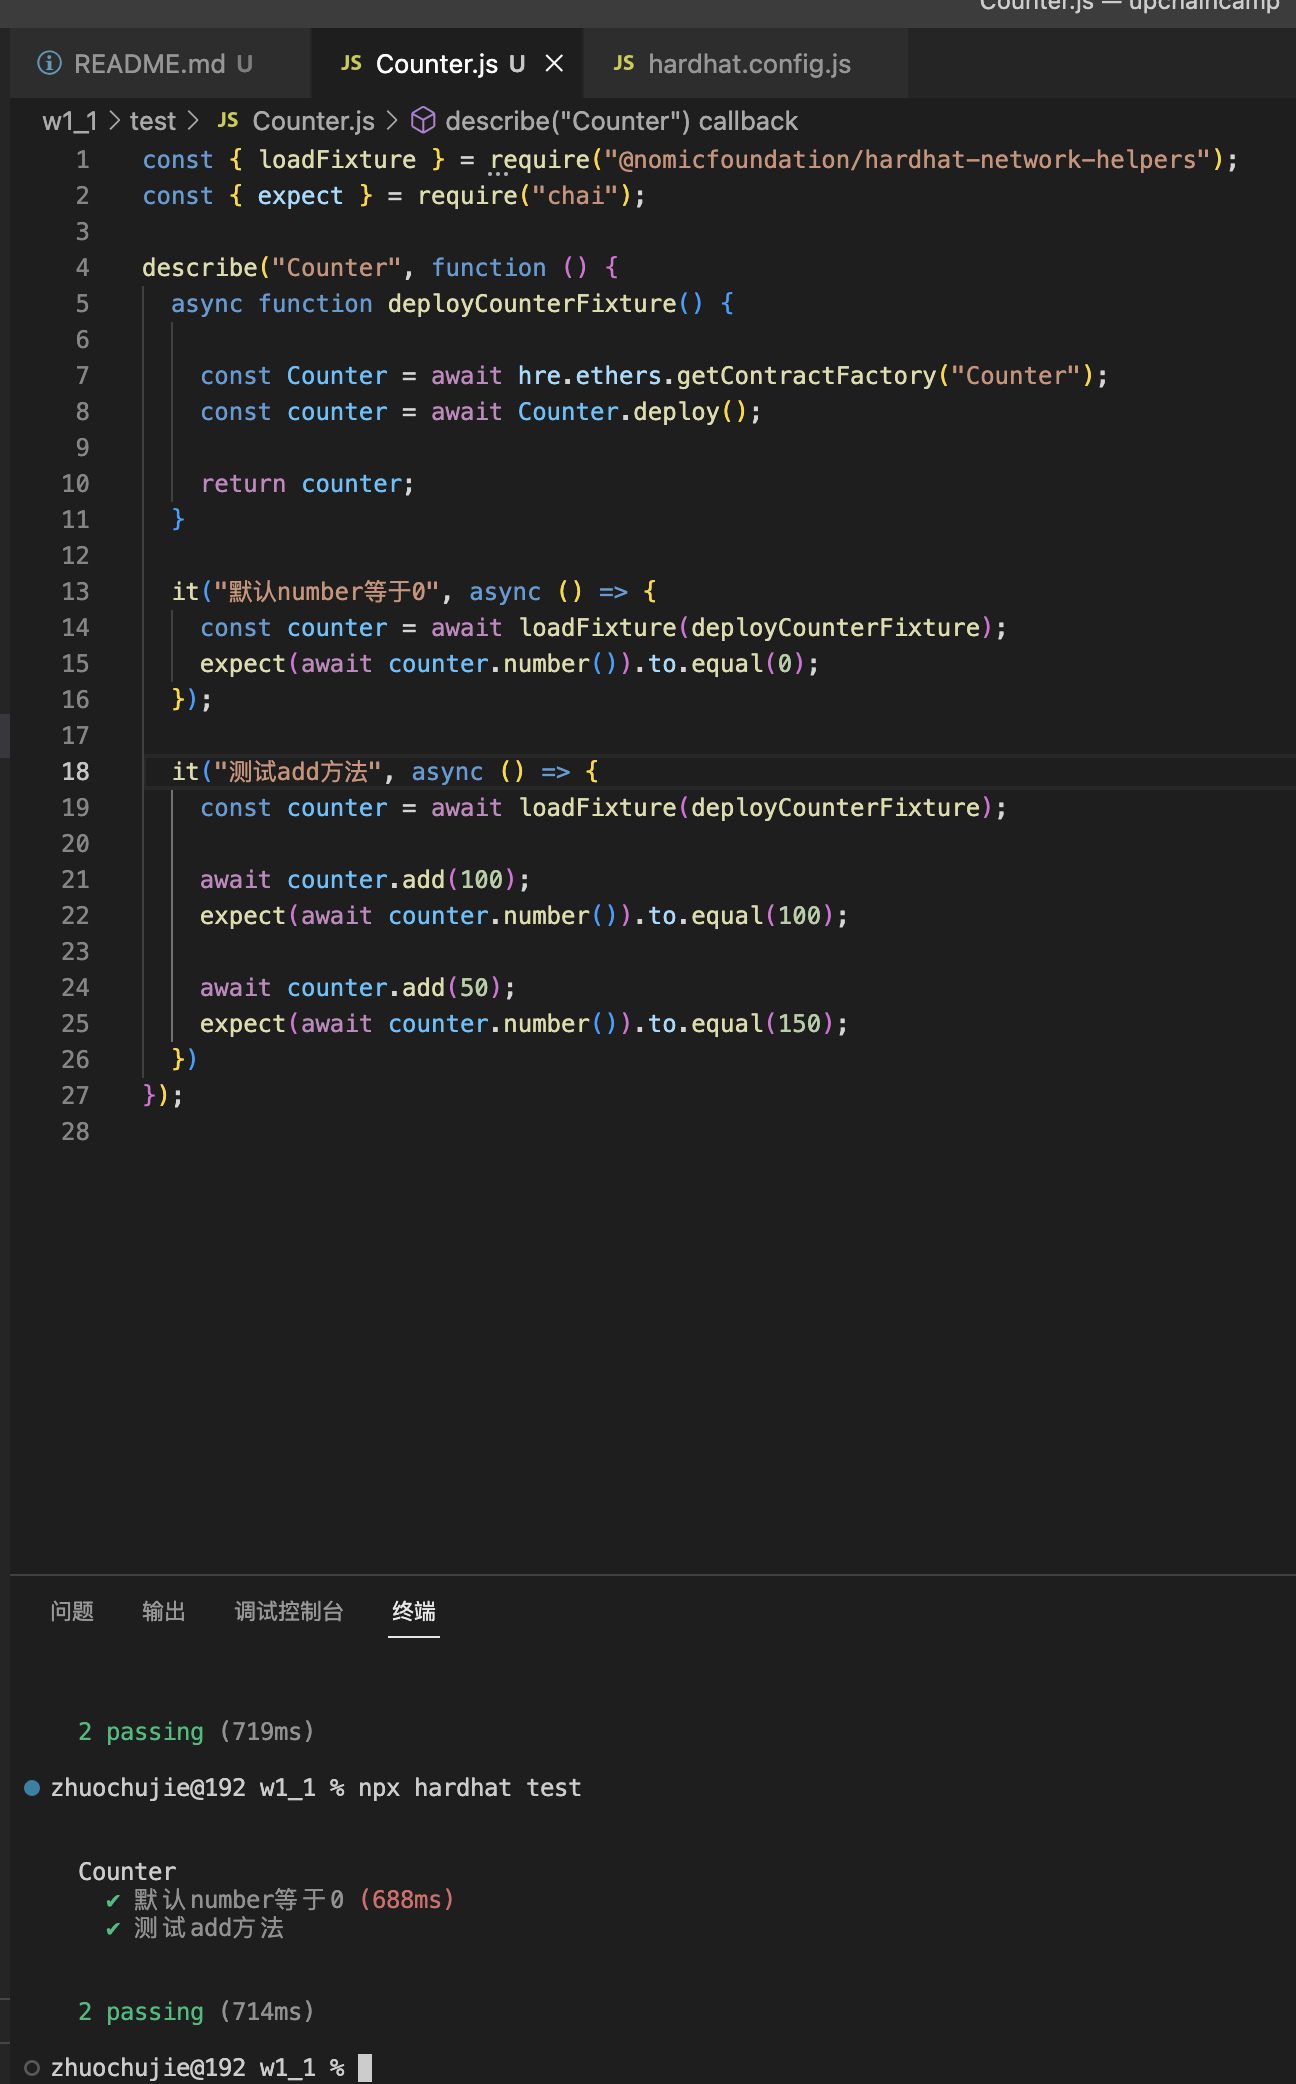 Counter.js — upchaincamp
README.md U
JS Counter.js U
JS hardhat.config.js
w1_1 > test > JS Counter.js > describe("Counter") callback
1 const { loadFixture } = require("@nomicfoundation/hardhat-network-helpers");
2 const { expect } = require("chai");
3
4 describe("Counter", function () {
5 async function deployCounterFixture() {
6
7 const Counter = await hre.ethers.getContractFactory("Counter");
8 const counter = await Counter.deploy();
9
10 return counter;
11 }
12
13 it("默认number等于0", async () => {
14 const counter = await loadFixture(deployCounterFixture);
15 expect(await counter.number()).to.equal(0);
16 });
17
18 it("测试add方法", async () => {
19 const counter = await loadFixture(deployCounterFixture);
20
21 await counter.add(100);
22 expect(await counter.number()).to.equal(100);
23
24 await counter.add(50);
25 expect(await counter.number()).to.equal(150);
26 })
27 });
28
问题 输出 调试控制台 终端
2 passing (719ms)
zhuochujie@192 w1_1 % npx hardhat test
Counter
✔ 默认number等于0 (688ms)
✔ 测试add方法
2 passing (714ms)
zhuochujie@192 w1_1 %